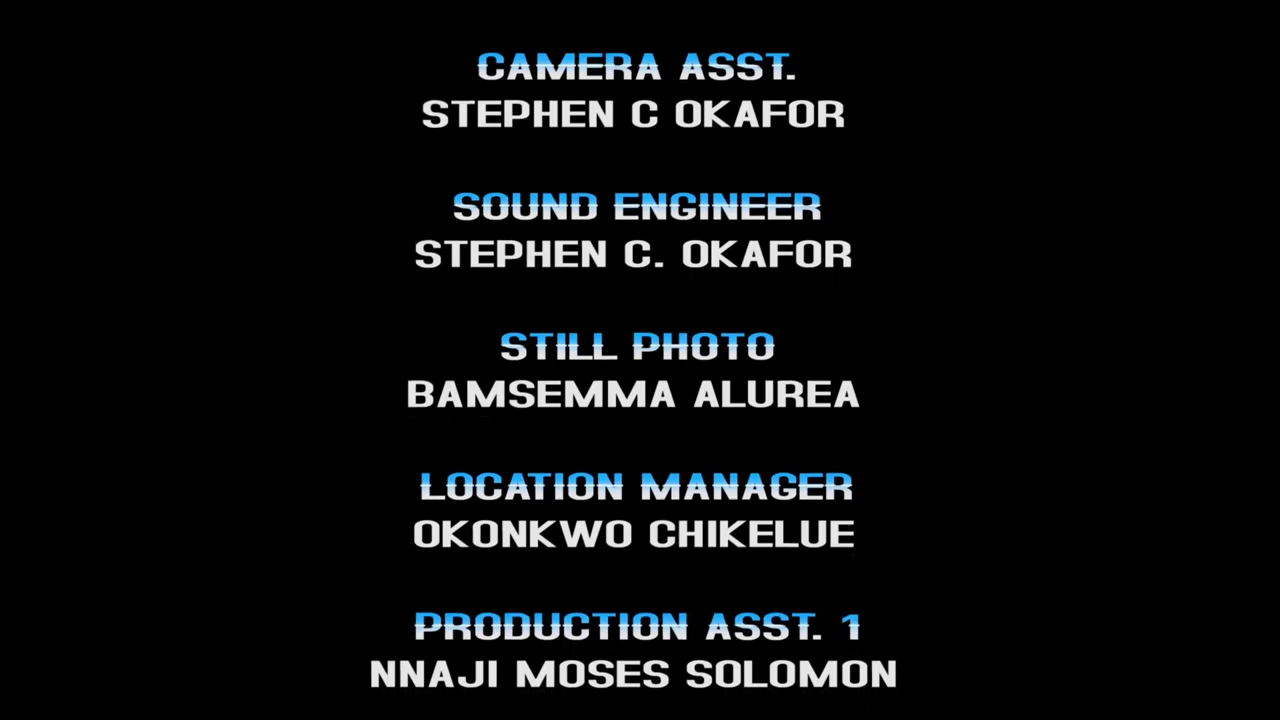 CAMERA ASST.
STEPHEN C OKAFOR
SOUND ENGINEER
STEPHEN C. OKAFOR
STILL PHOTO
BAMSEMMA ALUREA
LOCATION MANAGER
OKONKWO CHIKELUE
PRODUCTION ASST. 1
NNAJI MOSES SOLOMON